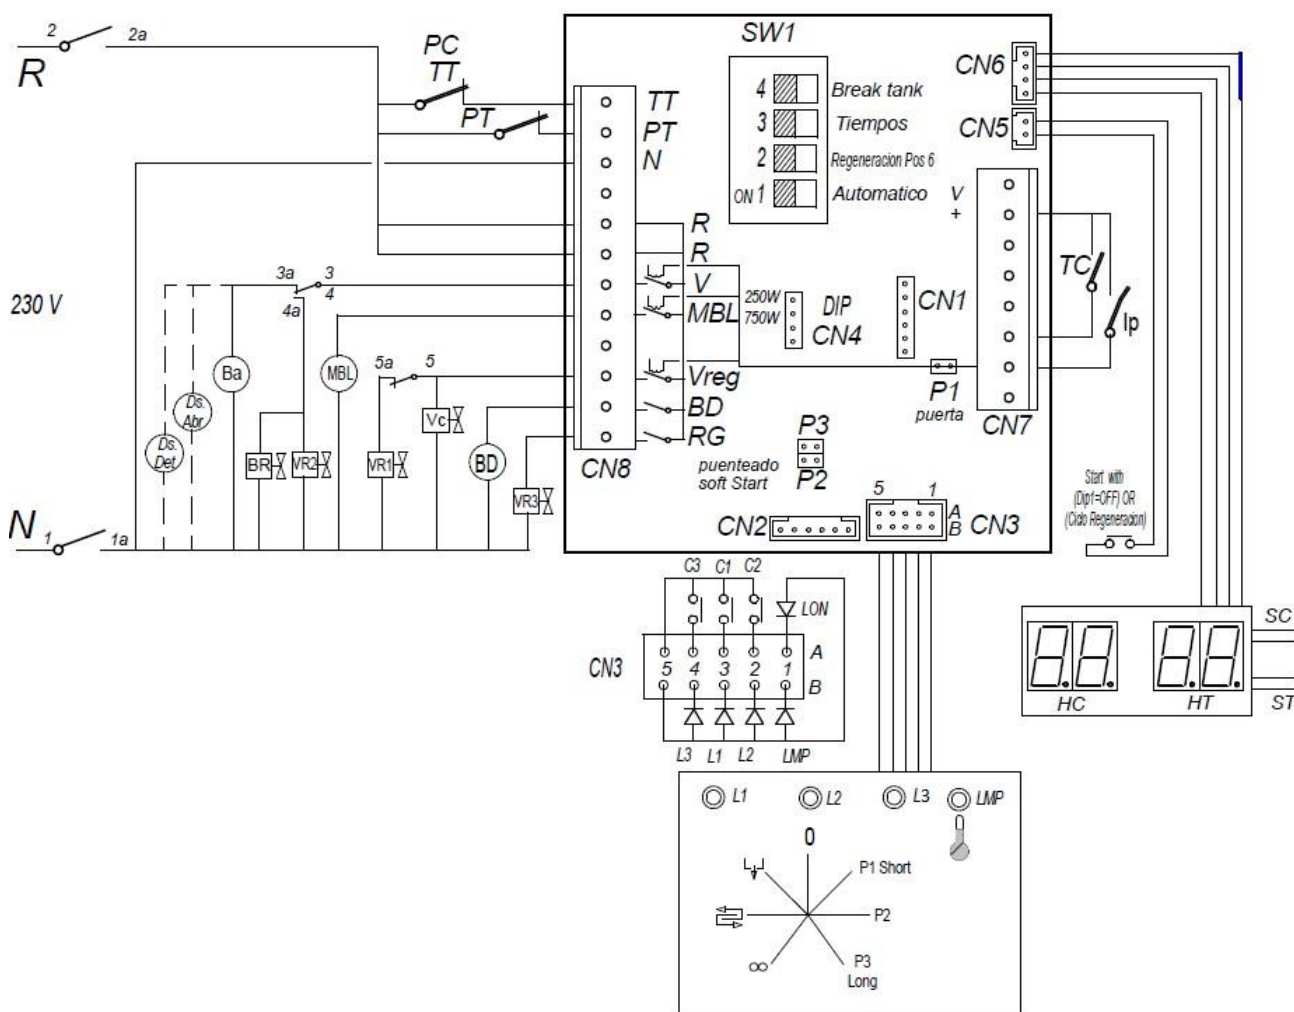 2
2a
R
PC
TT
PT
SW1
4 Break tank
3 Tiempos
2 Regeneracion Pos 6
ON 1 Automatico
CN6
CN5
TT
PT
N
R
R
V
MBL
Vreg
BD
RG
CN8
V
+
TC
Ip
CN7
CN1
DIP
CN4
250W
750W
P1
puerta
P3
P2
puenteado
soft Start
230 V
3a
3
4
4a
5a
5
Ba
MBL
Ds.
Abr
Ds.
Det
BR
VR2
VR1
Vc
BD
VR3
N
1
1a
CN2
5
1
A
B
CN3
Start with
(Dip1=OFF) OR
(Ciclo Regeneracion)
SC
ST
HC
HT
C3
C1
C2
LON
CN3
5 4 3 2 1
A
B
L3
L1
L2
LMP
L1
L2
L3
LMP
0
P1 Short
P2
P3
Long
∞